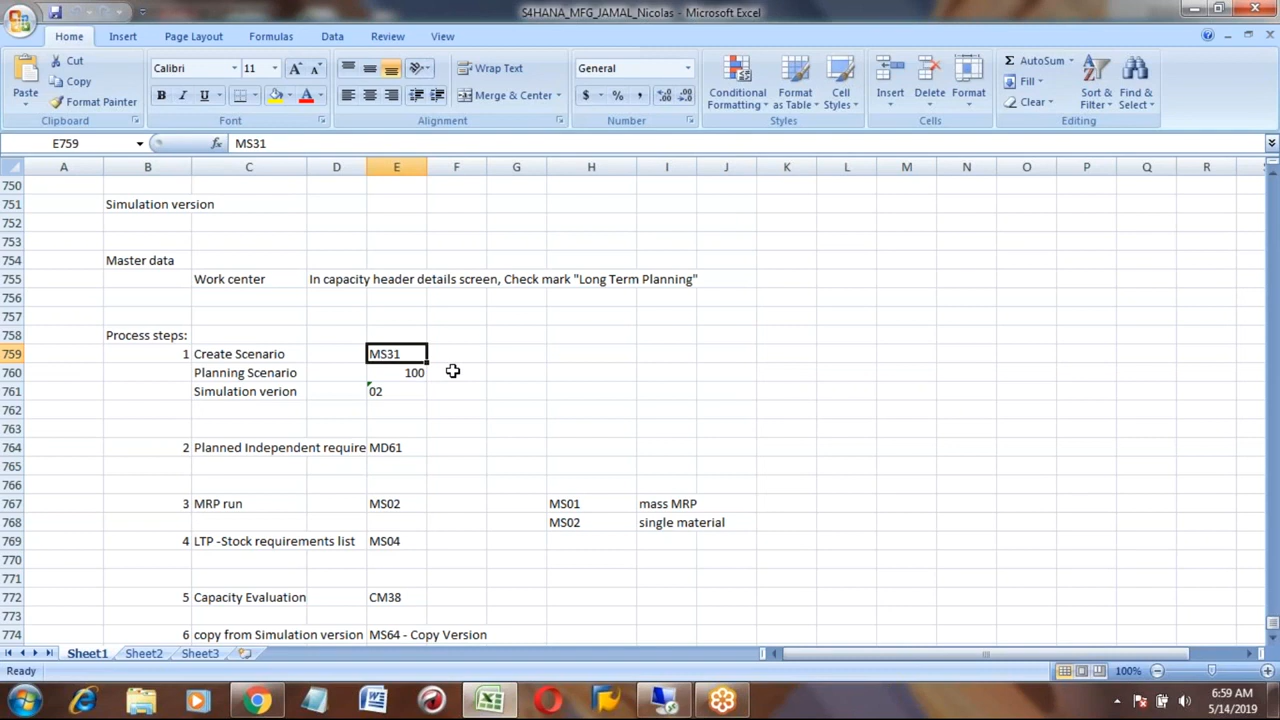 S4HANA_MFG_JAMAL_Nicolas - Microsoft Excel
Home Insert Page Layout Formulas Data Review View
Paste Cut Copy Format Painter Clipboard
Calibri 11 B I U A Font
Wrap Text Merge & Center Alignment
General $ % , Number
Conditional Formatting Format as Table Cell Styles Styles
Insert Delete Format Cells
Σ AutoSum Fill Clear Sort & Filter Find & Select Editing
E759 fx MS31
A B C D E F G H I J K L M N O P Q R
750
751 Simulation version
752
753
754 Master data
755 Work center In capacity header details screen, Check mark "Long Term Planning"
756
757
758 Process steps:
759 1 Create Scenario MS31
760 Planning Scenario 100
761 Simulation verion 02
762
763
764 2 Planned Independent require MD61
765
766
767 3 MRP run MS02 MS01 mass MRP
768 MS02 single material
769 4 LTP -Stock requirements list MS04
770
771
772 5 Capacity Evaluation CM38
773
774 6 copy from Simulation version MS64 - Copy Version
Sheet1 Sheet2 Sheet3
Ready 100%
6:59 AM
5/14/2019